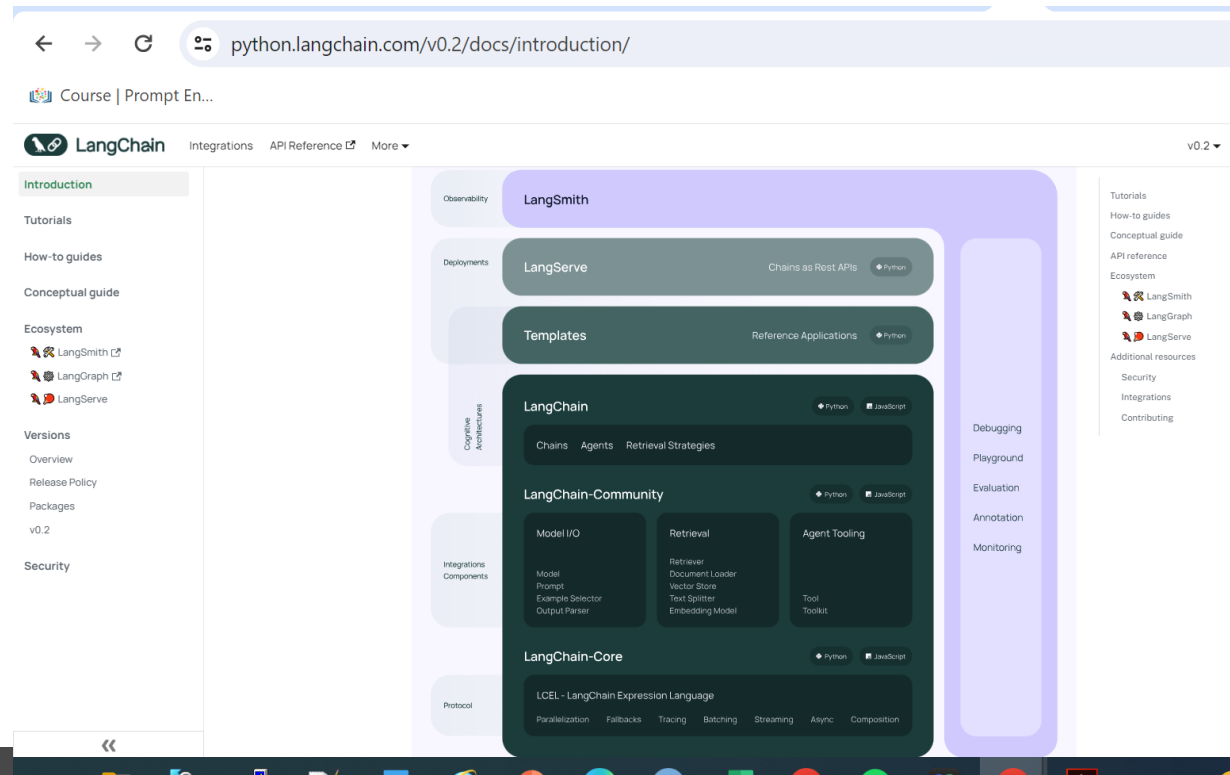 python.langchain.com/v0.2/docs/introduction/
Course | Prompt En...
LangChain
Integrations
API Reference
More
v0.2
Introduction
Tutorials
How-to guides
Conceptual guide
Ecosystem
LangSmith
LangGraph
LangServe
Versions
Overview
Release Policy
Packages
v0.2
Security
Observability
LangSmith
Deployments
LangServe
Chains as Rest APIs
Python
Templates
Reference Applications
Python
Cognitive
Architectures
LangChain
Python
JavaScript
Chains Agents Retrieval Strategies
LangChain-Community
Python
JavaScript
Integrations
Components
Model I/O
Model
Prompt
Example Selector
Output Parser
Retrieval
Retriever
Document Loader
Vector Store
Text Splitter
Embedding Model
Agent Tooling
Tool
Toolkit
LangChain-Core
Python
JavaScript
Protocol
LCEL - LangChain Expression Language
Parallelization Fallbacks Tracing Batching Streaming Async Composition
Debugging
Playground
Evaluation
Annotation
Monitoring
Tutorials
How-to guides
Conceptual guide
API reference
Ecosystem
LangSmith
LangGraph
LangServe
Additional resources
Security
Integrations
Contributing